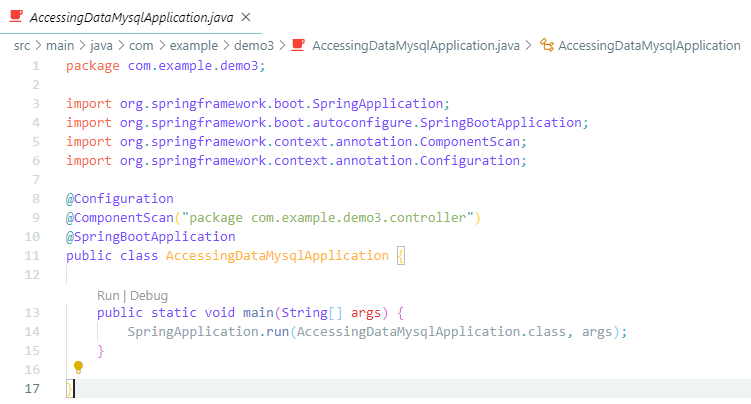 AccessingDataMysqlApplication.java ×
src > main > java > com > example > demo3 > AccessingDataMysqlApplication.java > AccessingDataMysqlApplication
1 package com.example.demo3;
2
3 import org.springframework.boot.SpringApplication;
4 import org.springframework.boot.autoconfigure.SpringBootApplication;
5 import org.springframework.context.annotation.ComponentScan;
6 import org.springframework.context.annotation.Configuration;
7
8 @Configuration
9 @ComponentScan("package com.example.demo3.controller")
10 @SpringBootApplication
11 public class AccessingDataMysqlApplication {
12
Run | Debug
13 public static void main(String[] args) {
14 SpringApplication.run(AccessingDataMysqlApplication.class, args);
15 }
16
17 }